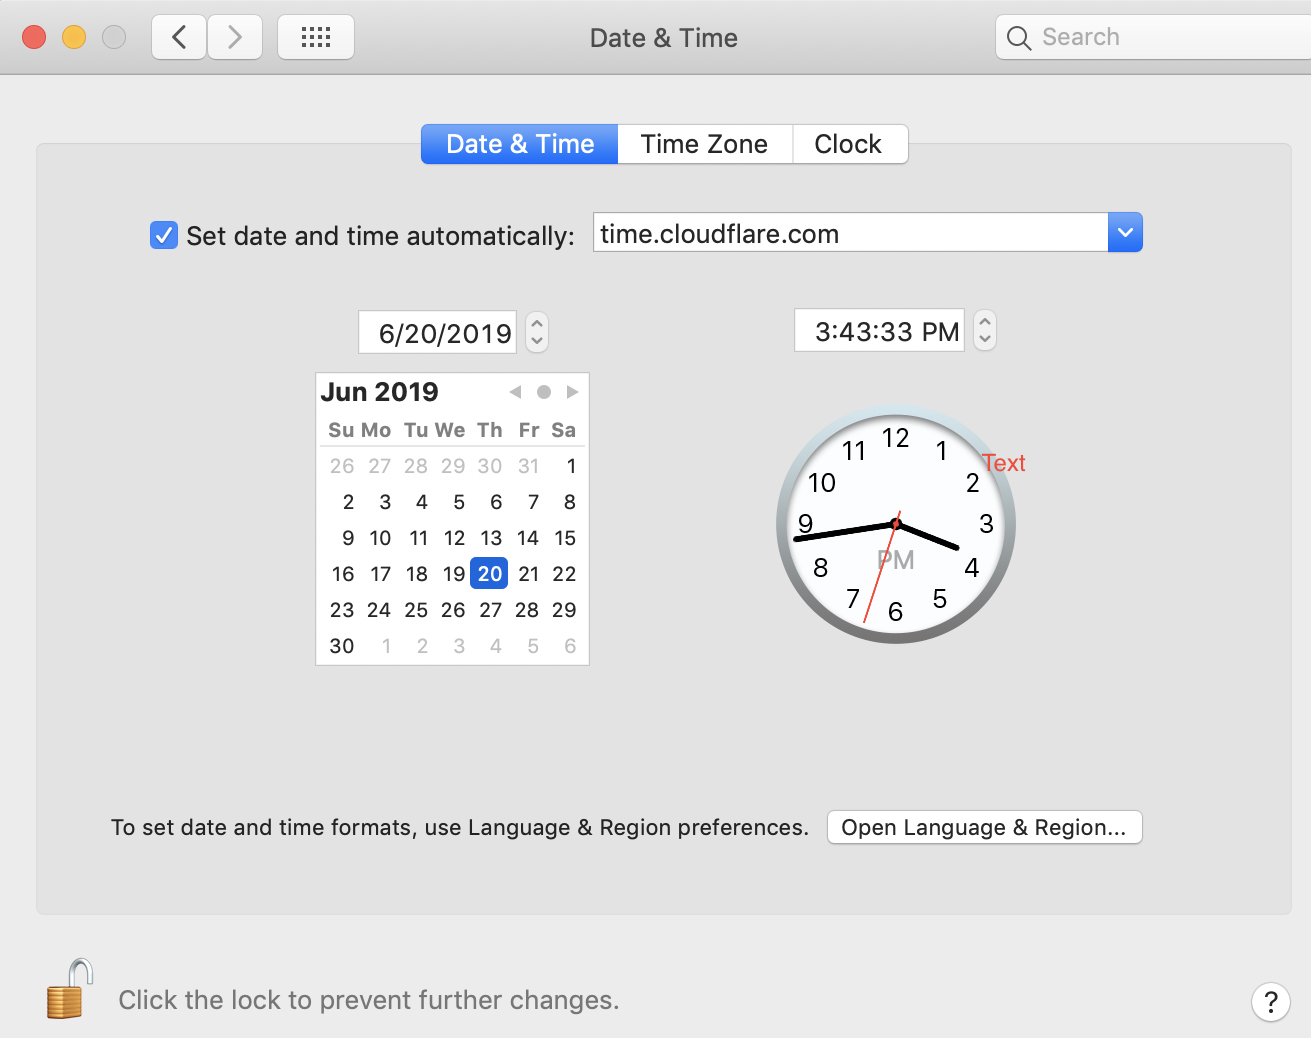 Date & Time
Search
Date & Time Time Zone Clock
Set date and time automatically: time.cloudflare.com
6/20/2019 3:43:33 PM
Jun 2019
Su Mo Tu We Th Fr Sa
26 27 28 29 30 31 1
2 3 4 5 6 7 8
9 10 11 12 13 14 15
16 17 18 19 20 21 22
23 24 25 26 27 28 29
30 1 2 3 4 5 6
12
11 1
Text
10 2
9 3
PM
8 4
7 5
6
To set date and time formats, use Language & Region preferences. Open Language & Region...
Click the lock to prevent further changes. ?